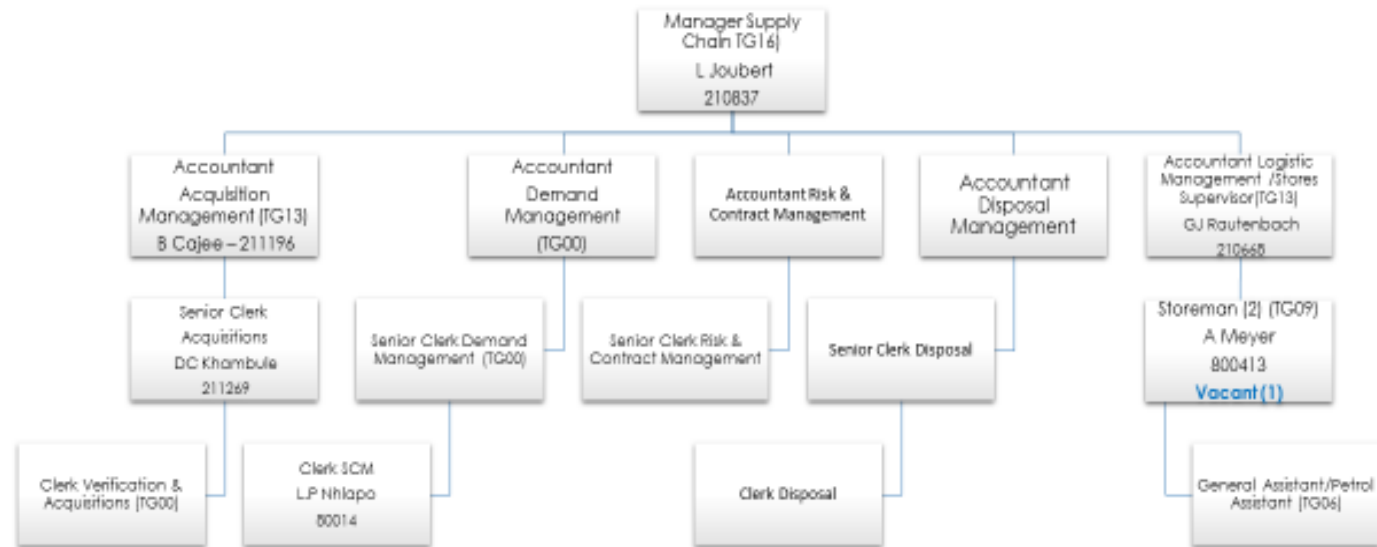 Manager Supply
Chain TG16)
L Joubert
210837
Accountant
Acquisition
Management (TG13)
B Cajee – 211196
Accountant
Demand
Management
(TG00)
Accountant Risk &
Contract Management
Accountant
Disposal
Management
Accountant Logistic
Management /Stores
Supervisor(TG13)
GJ Rautenbach
210668
Senior Clerk
Acquisitions
DC Khambule
211269
Senior Clerk Demand
Management (TG00)
Senior Clerk Risk &
Contract Management
Senior Clerk Disposal
Storeman (2) (TG09)
A Meyer
800413
Vacant (1)
Clerk Verification &
Acquisitions (TG00)
Clerk SCM
L.P Nhlapo
80014
Clerk Disposal
General Assistant/Petrol
Assistant (TG06)